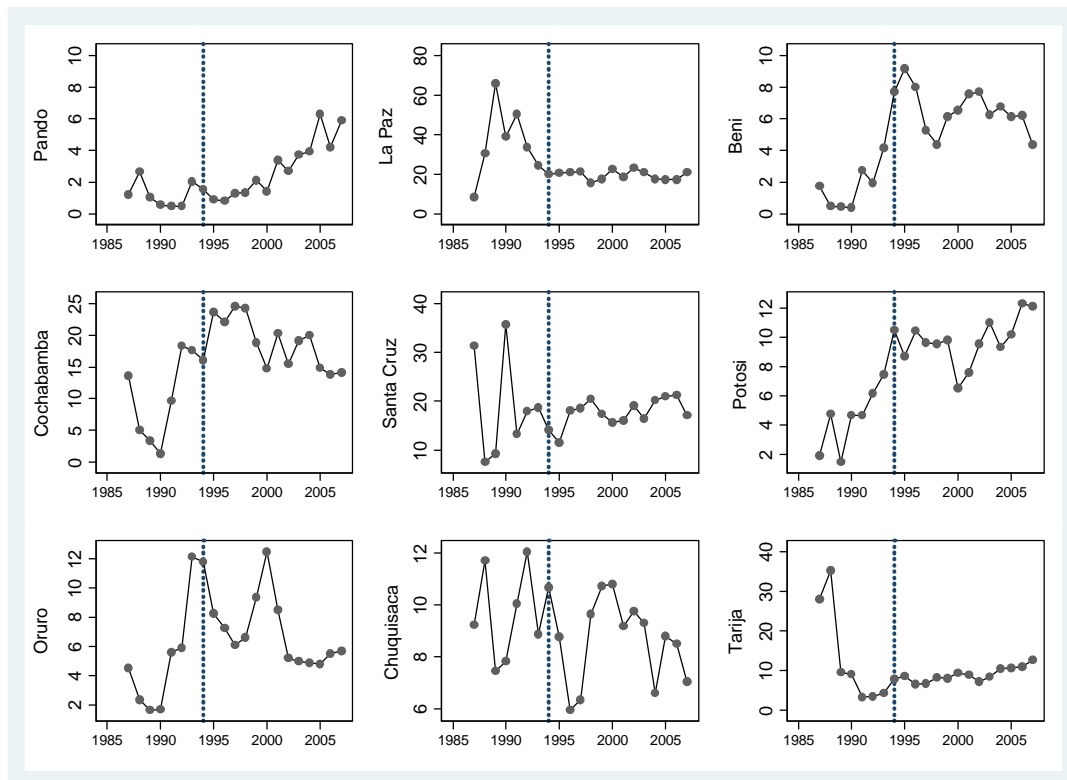 Pando
0 2 4 6 8 10
1985 1990 1995 2000 2005
La Paz
0 20 40 60 80
1985 1990 1995 2000 2005
Beni
0 2 4 6 8 10
1985 1990 1995 2000 2005
Cochabamba
0 5 10 15 20 25
1985 1990 1995 2000 2005
Santa Cruz
10 20 30 40
1985 1990 1995 2000 2005
Potosi
2 4 6 8 10 12
1985 1990 1995 2000 2005
Oruro
2 4 6 8 10 12
1985 1990 1995 2000 2005
Chuquisaca
6 8 10 12
1985 1990 1995 2000 2005
Tarija
0 10 20 30 40
1985 1990 1995 2000 2005